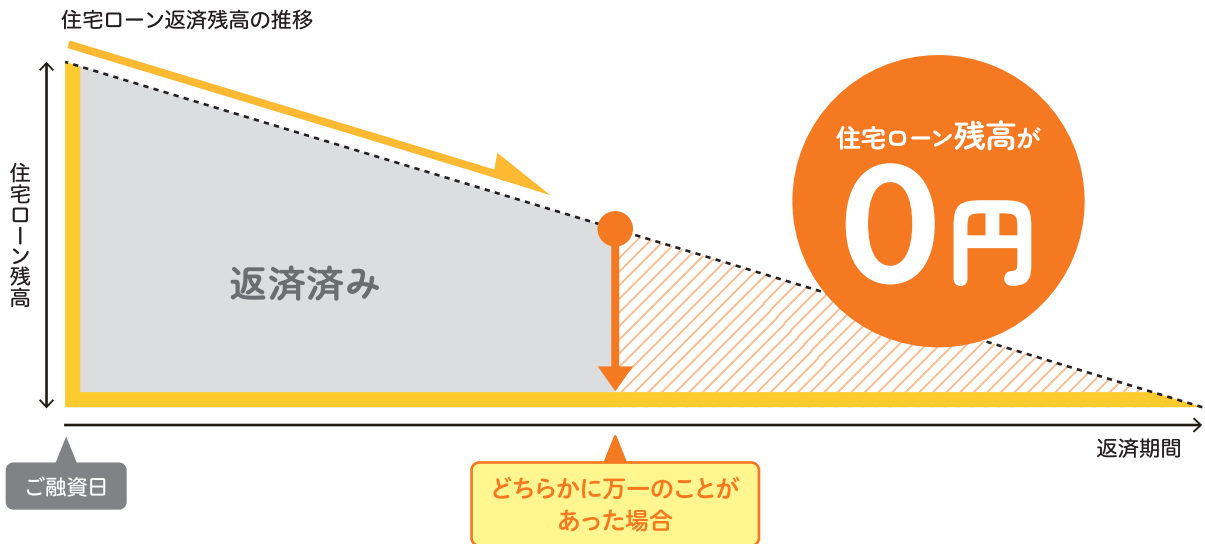 住宅ローン返済残高の推移
住宅ローン残高
返済済み
住宅ローン残高が
0円
返済期間
ご融資日
どちらかに万一のことが
あった場合